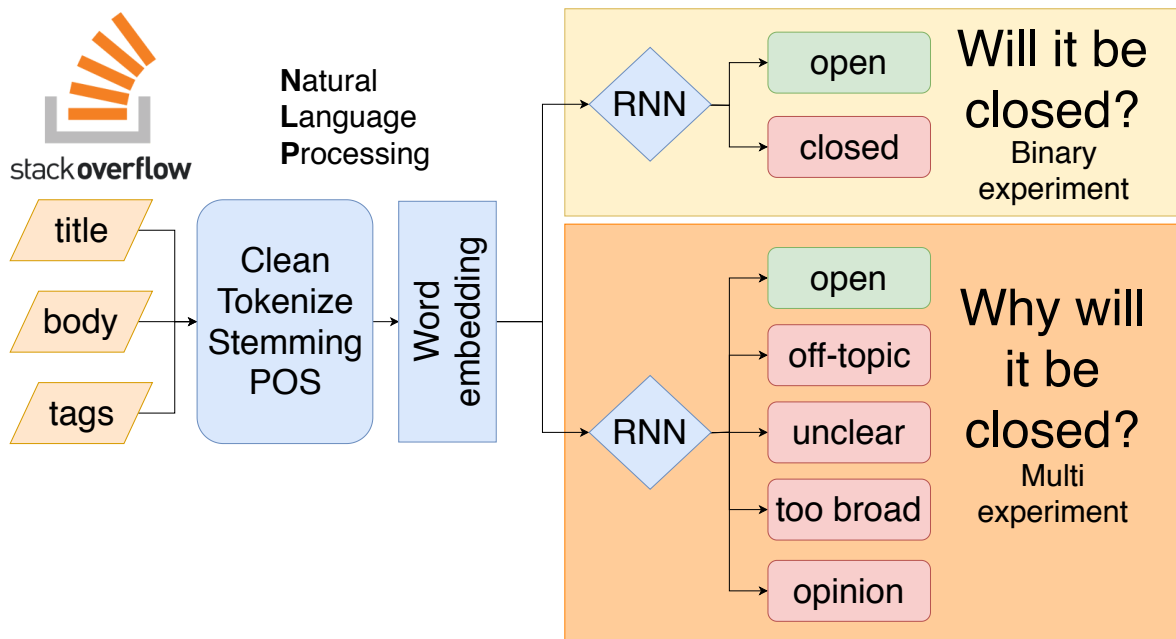 stackoverflow
Natural
Language
Processing
title
body
tags
Clean
Tokenize
Stemming
POS
Word
embedding
RNN
open
closed
Will it be
closed?
Binary
experiment
RNN
open
off-topic
unclear
too broad
opinion
Why will
it be
closed?
Multi
experiment